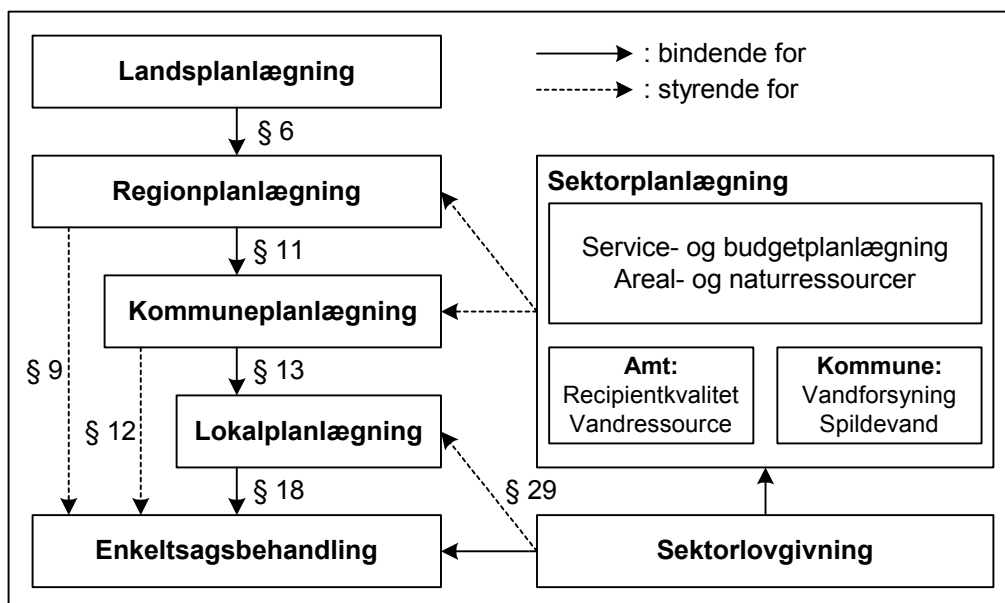 Landsplanlægning
: bindende for
: styrende for
§ 6
Regionplanlægning
Sektorplanlægning
Service- og budgetplanlægning
Areal- og naturressourcer
§ 11
Kommuneplanlægning
§ 9
§ 13
Amt:
Recipientkvalitet
Vandressource
Kommune:
Vandforsyning
Spildevand
§ 12
Lokalplanlægning
§ 18
§ 29
Enkeltsagsbehandling
Sektorlovgivning